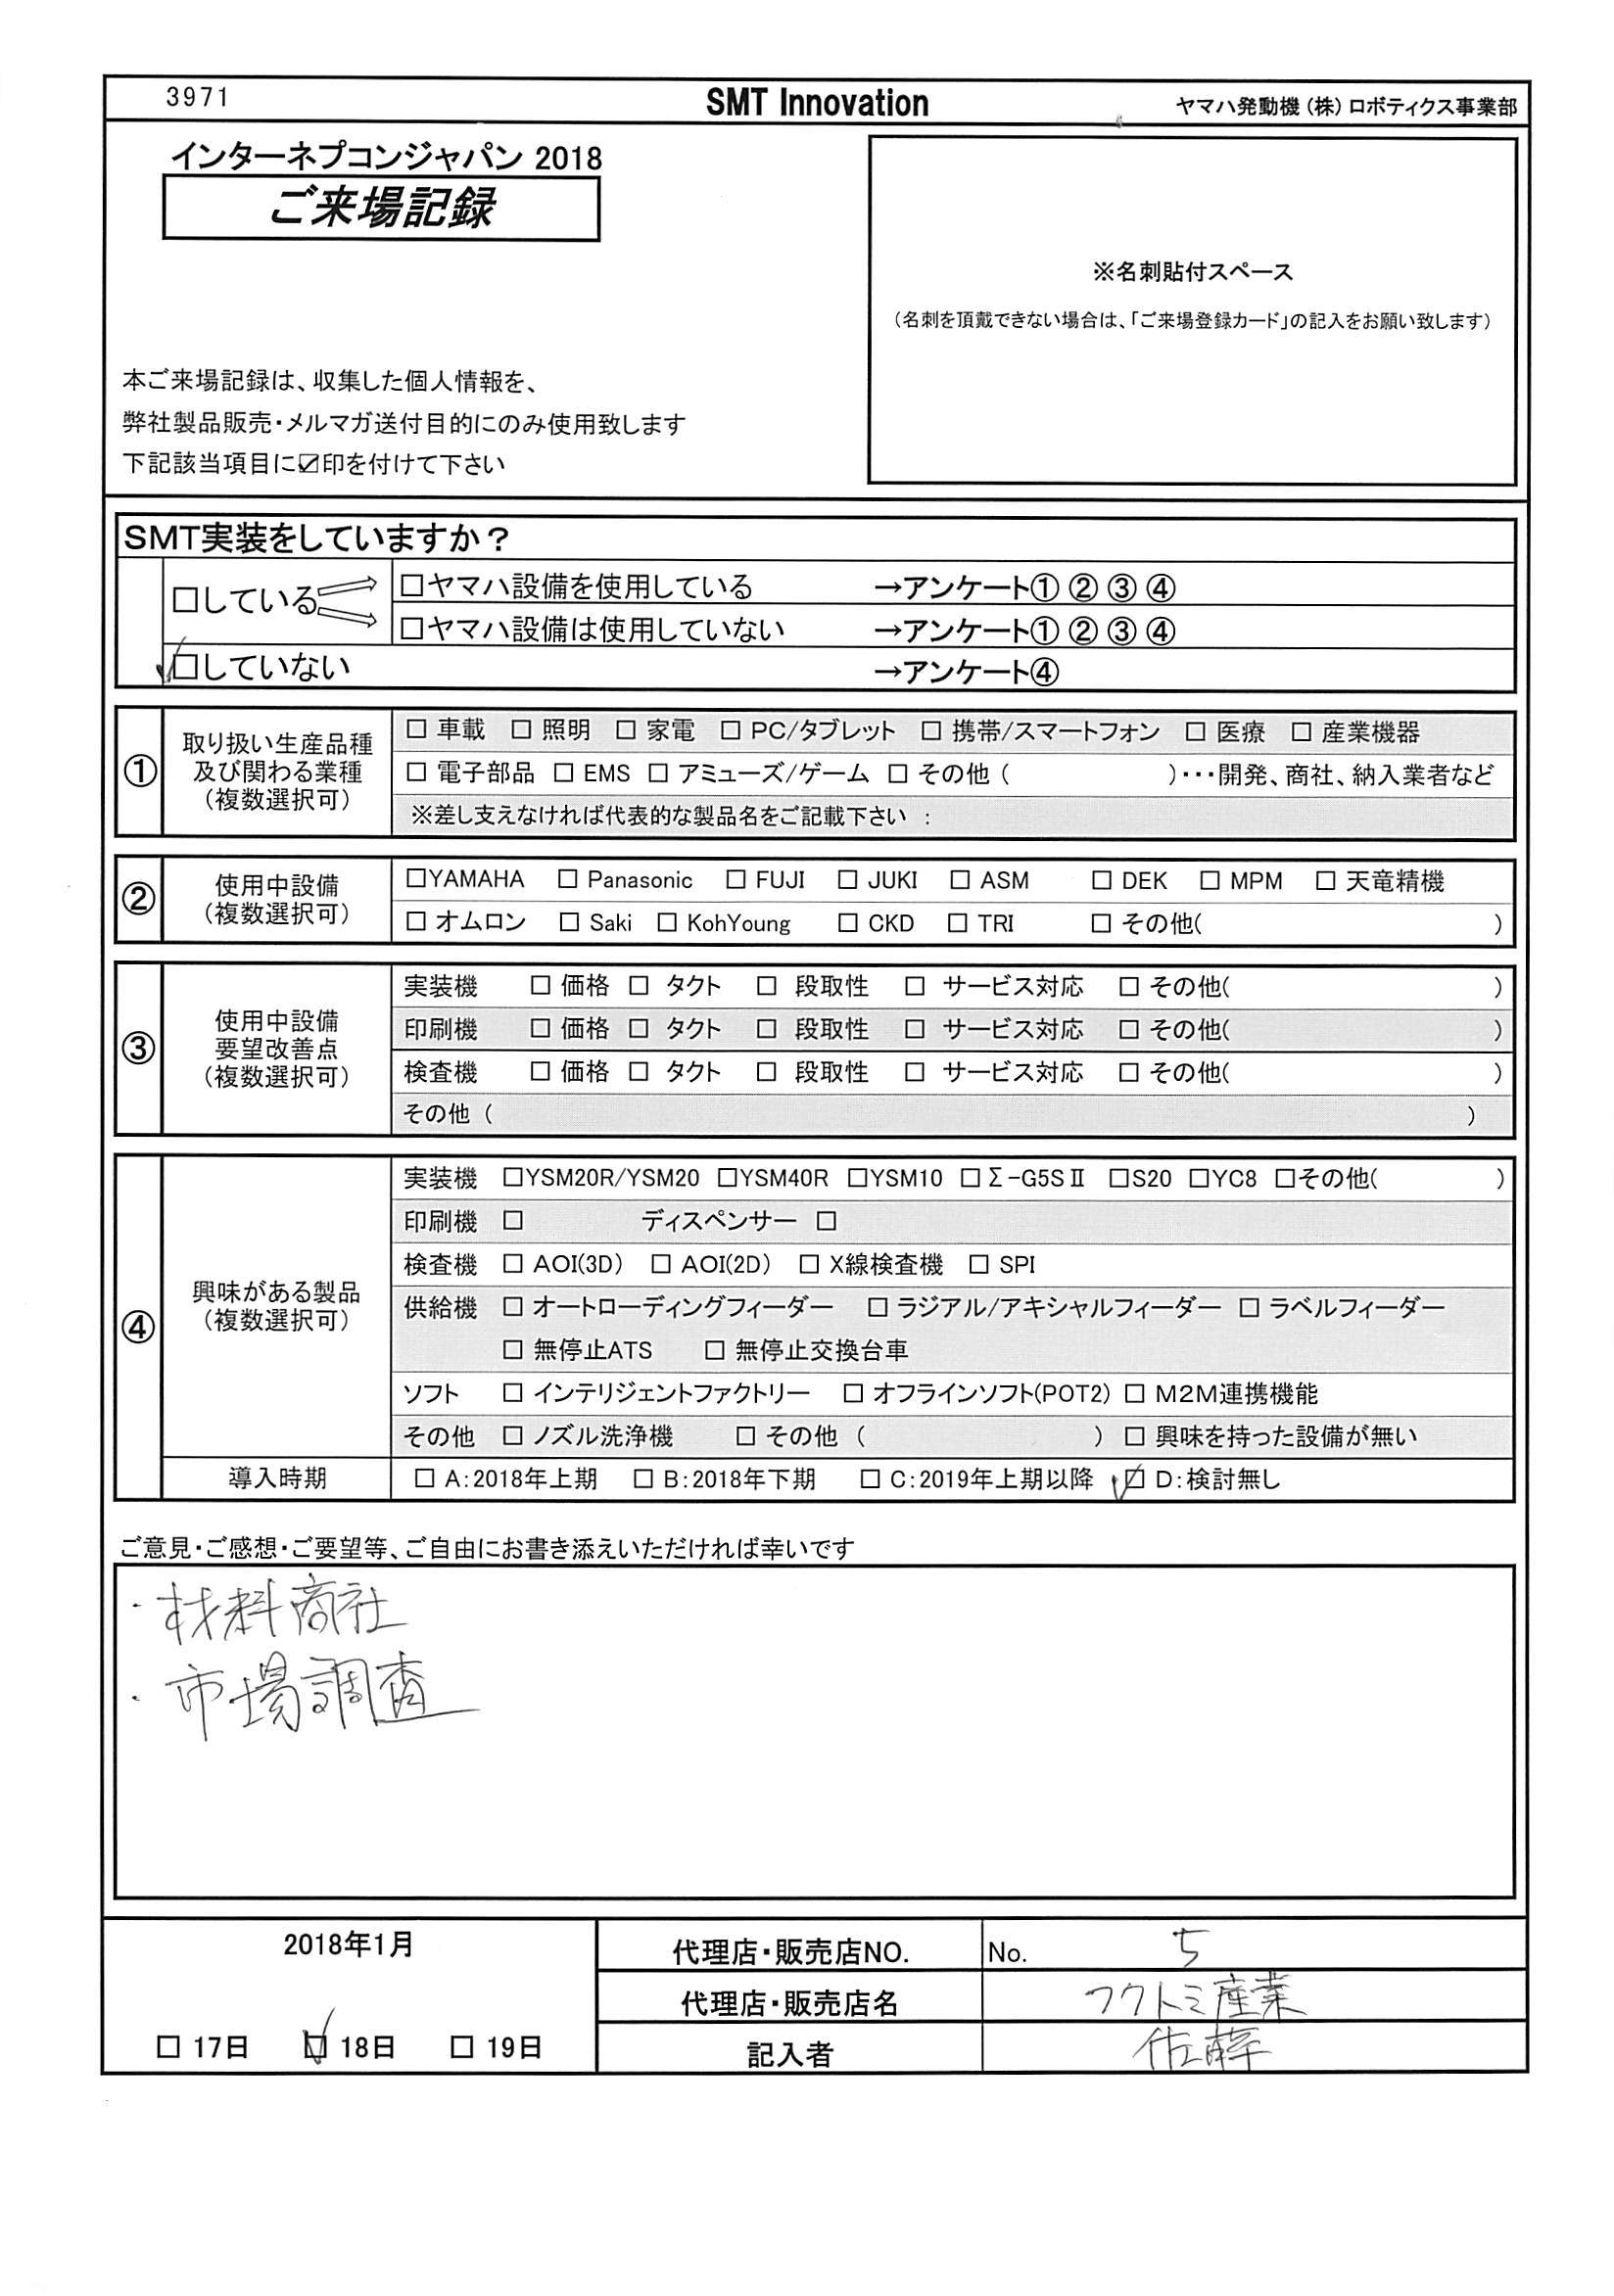 3971
SMT Innovation
ヤマハ発動機(株)ロボティクス事業部
インターネプコンジャパン 2018
ご来場記録
※名刺貼付スペース
(名刺を頂戴できない場合は、「ご来場登録カード」の記入をお願い致します)
本ご来場記録は、収集した個人情報を、
弊社製品販売・メルマガ送付目的にのみ使用致します
下記該当項目に☑印を付けて下さい
SMT実装をしていますか?
□している
□ヤマハ設備を使用している →アンケート① ② ③ ④
□ヤマハ設備は使用していない →アンケート① ② ③ ④
☑していない →アンケート④
①
取り扱い生産品種
及び関わる業種
(複数選択可)
□ 車載 □ 照明 □ 家電 □ PC/タブレット □ 携帯/スマートフォン □ 医療 □ 産業機器
□ 電子部品 □ EMS □ アミューズ/ゲーム □ その他 ( )・・・開発、商社、納入業者など
※差し支えなければ代表的な製品名をご記載下さい :
②
使用中設備
(複数選択可)
□YAMAHA □ Panasonic □ FUJI □ JUKI □ ASM □ DEK □ MPM □ 天竜精機
□ オムロン □ Saki □ KohYoung □ CKD □ TRI □ その他( )
③
使用中設備
要望改善点
(複数選択可)
実装機 □ 価格 □ タクト □ 段取性 □ サービス対応 □ その他( )
印刷機 □ 価格 □ タクト □ 段取性 □ サービス対応 □ その他( )
検査機 □ 価格 □ タクト □ 段取性 □ サービス対応 □ その他( )
その他 ( )
④
興味がある製品
(複数選択可)
実装機 □YSM20R/YSM20 □YSM40R □YSM10 □Σ-G5SⅡ □S20 □YC8 □その他( )
印刷機 □ ディスペンサー □
検査機 □ AOI(3D) □ AOI(2D) □ X線検査機 □ SPI
供給機 □ オートローディングフィーダー □ ラジアル/アキシャルフィーダー □ ラベルフィーダー
□ 無停止ATS □ 無停止交換台車
ソフト □ インテリジェントファクトリー □ オフラインソフト(POT2) □ M2M連携機能
その他 □ ノズル洗浄機 □ その他 ( ) □ 興味を持った設備が無い
導入時期 □ A:2018年上期 □ B:2018年下期 □ C:2019年上期以降 ☑ D:検討無し
ご意見・ご感想・ご要望等、ご自由にお書き添えいただければ幸いです
・材料商社
・市場調査
2018年1月
□ 17日 ☑ 18日 □ 19日
代理店・販売店NO. No. 5
代理店・販売店名 フクトミ産業
記入者 佐藤